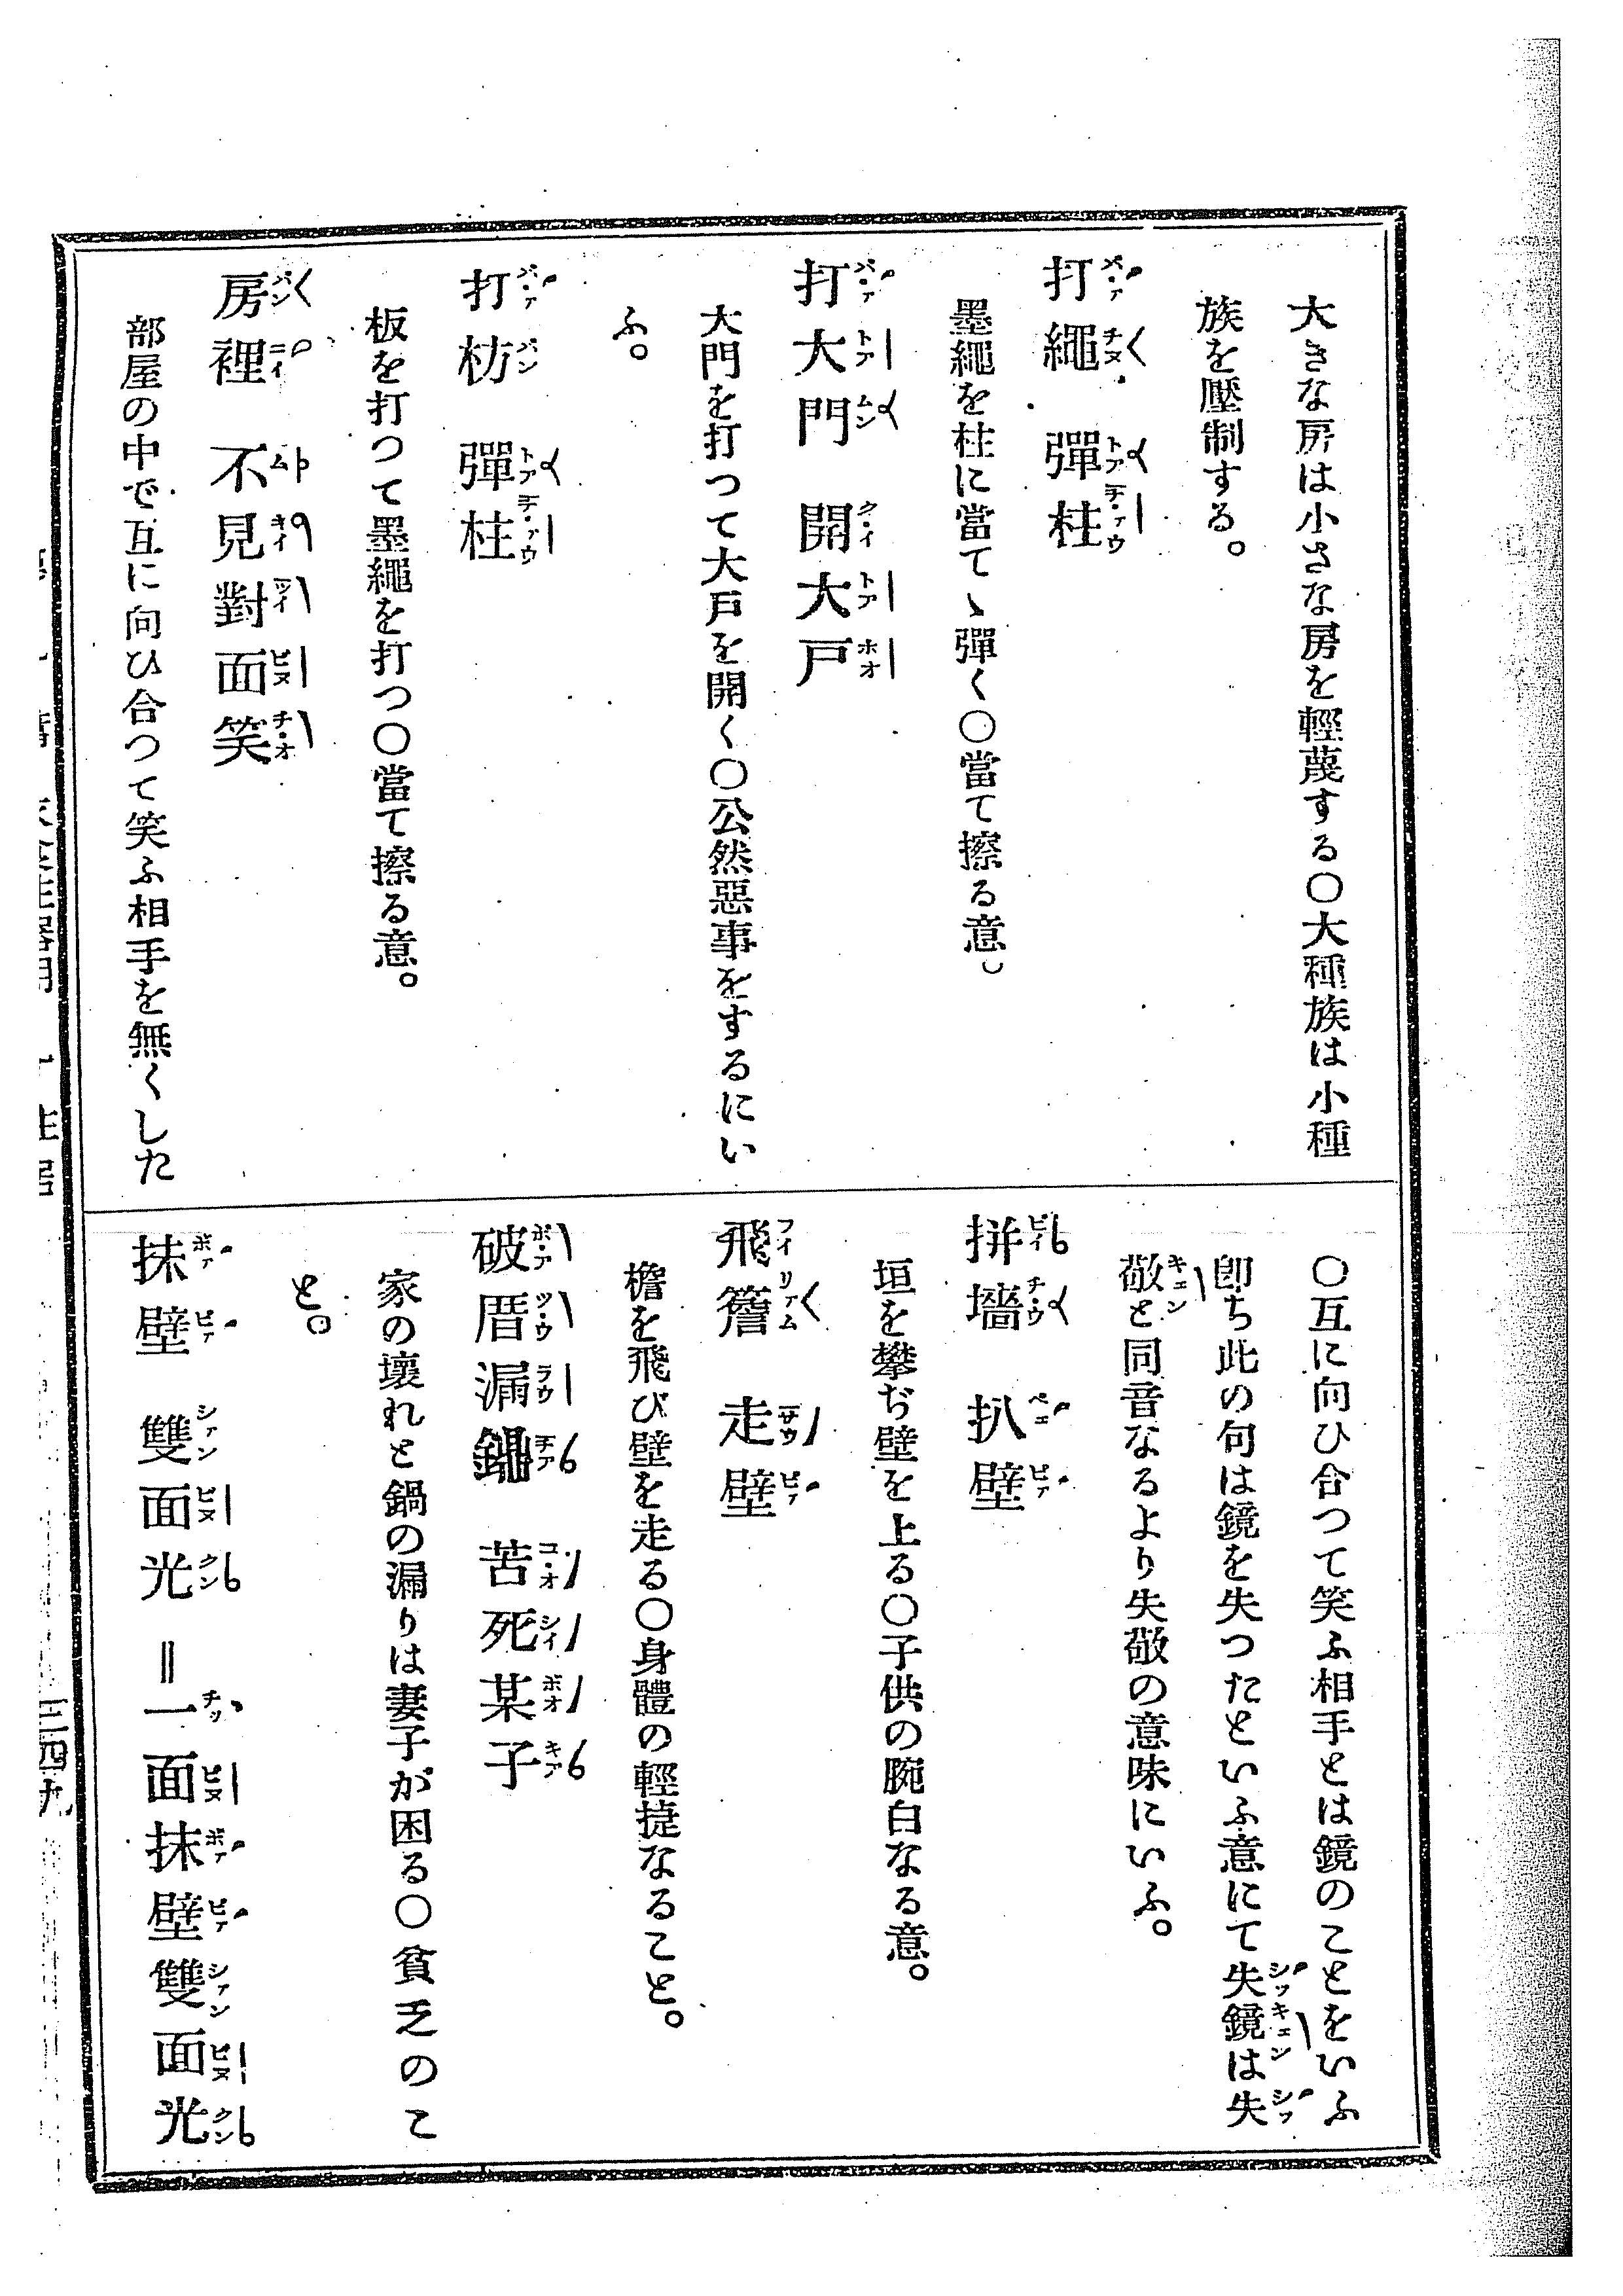 大きな房は小さな房を輕蔑する〇大種族は小種
族を壓制する。
打繩　彈柱
墨繩を柱に當てゝ彈く〇當て擦る意。
打大門　開大戸
大門を打つて大戸を開く〇公然惡事をするにい
ふ。
打枋　彈柱
板を打つて墨繩を打つ〇當て擦る意。
房裡　不見對面笑
部屋の中で互に向ひ合つて笑ふ相手を無くした
〇互に向ひ合つて笑ふ相手とは鏡のことをいふ
卽ち此の句は鏡を失つたといふ意にて失鏡は失
敬と同音なるより失敬の意味にいふ。
拼墻　扒壁
垣を攀ぢ壁を上る〇子供の腕白なる意。
飛簷　走壁
檐を飛び壁を走る〇身體の輕捷なること。
破厝漏鍋　苦死某子
家の壞れと鍋の漏りは妻子が困る〇貧乏のこ
と。
抹壁　雙面光＝一面抹壁雙面光
三四九